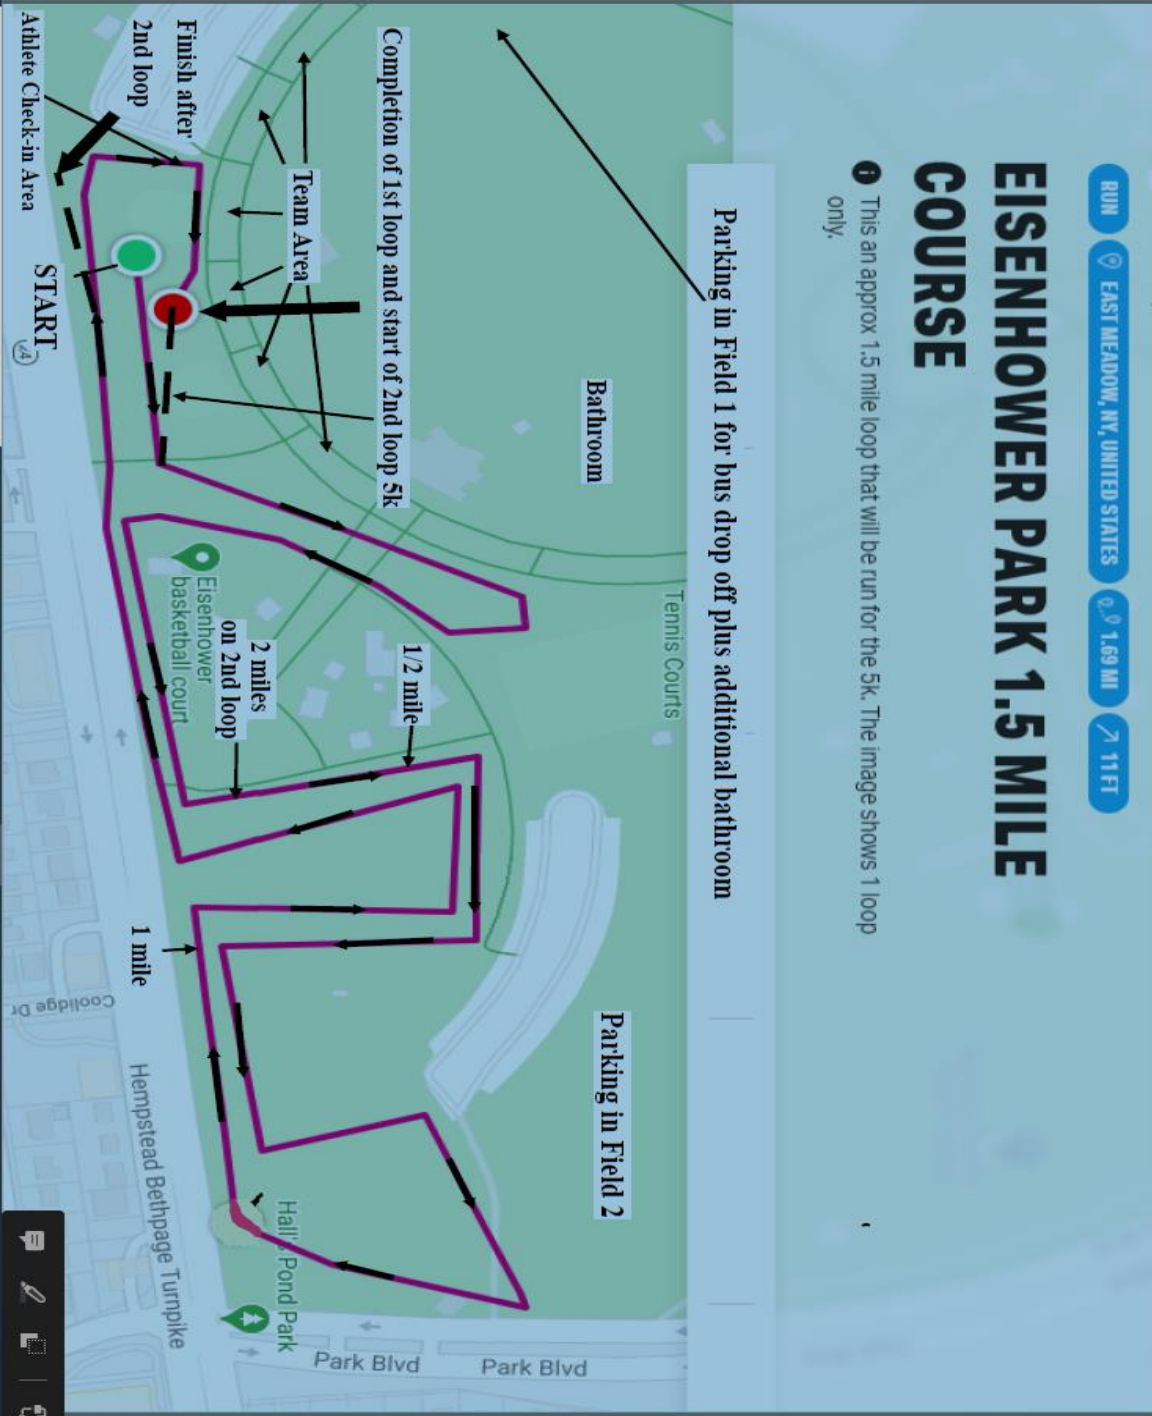 RUN
EAST MEADOW, NY, UNITED STATES
1.69 MI
11 FT
EISENHOWER PARK 1.5 MILE
COURSE
This an approx 1.5 mile loop that will be run for the 5k. The image shows 1 loop
only.
Parking in Field 1 for bus drop off plus additional bathroom
Tennis Courts
Bathroom
Parking in Field 2
Completion of 1st loop and start of 2nd loop 5k
1/2 mile
Team Area
2 miles
on 2nd loop
Eisenhower
basketball court
Hall's Pond Park
Finish after
2nd loop
Athlete Check-in Area
START
1 mile
Coolidge Dr
Hempstead Bethpage Turnpike
Park Blvd
Park Blvd